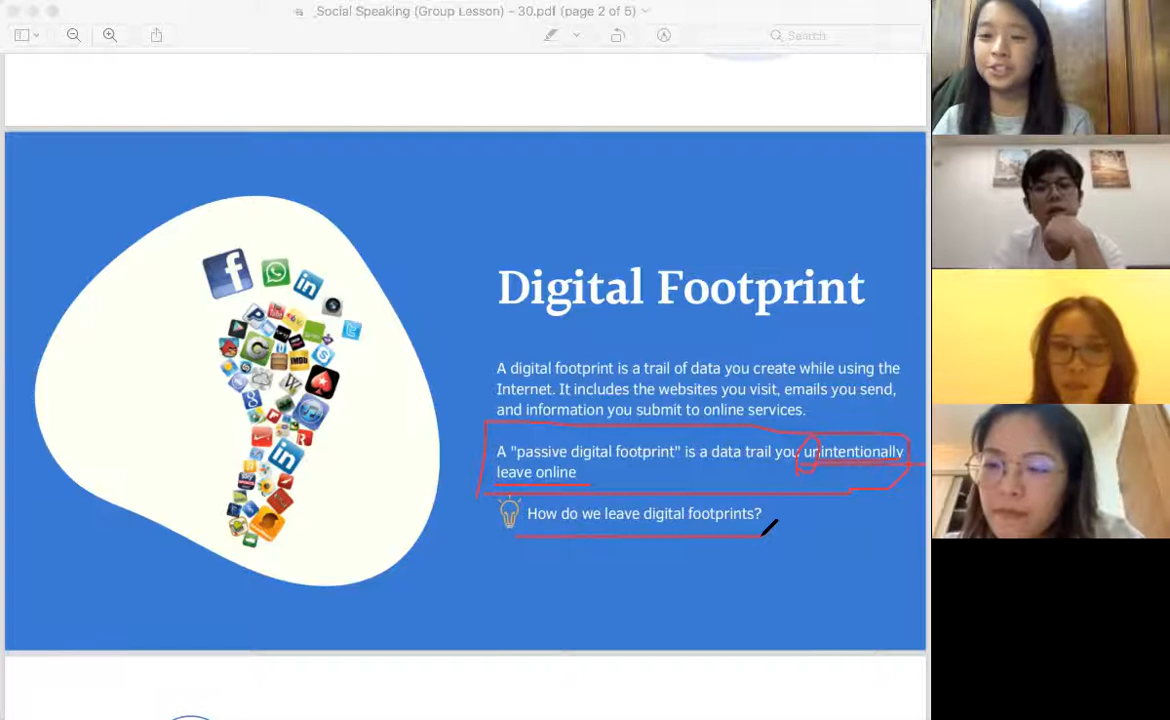 Social Speaking (Group Lesson) – 30.pdf (page 2 of 5)
Search
Digital Footprint
A digital footprint is a trail of data you create while using the
Internet. It includes the websites you visit, emails you send,
and information you submit to online services.
A "passive digital footprint" is a data trail you unintentionally
leave online
How do we leave digital footprints?